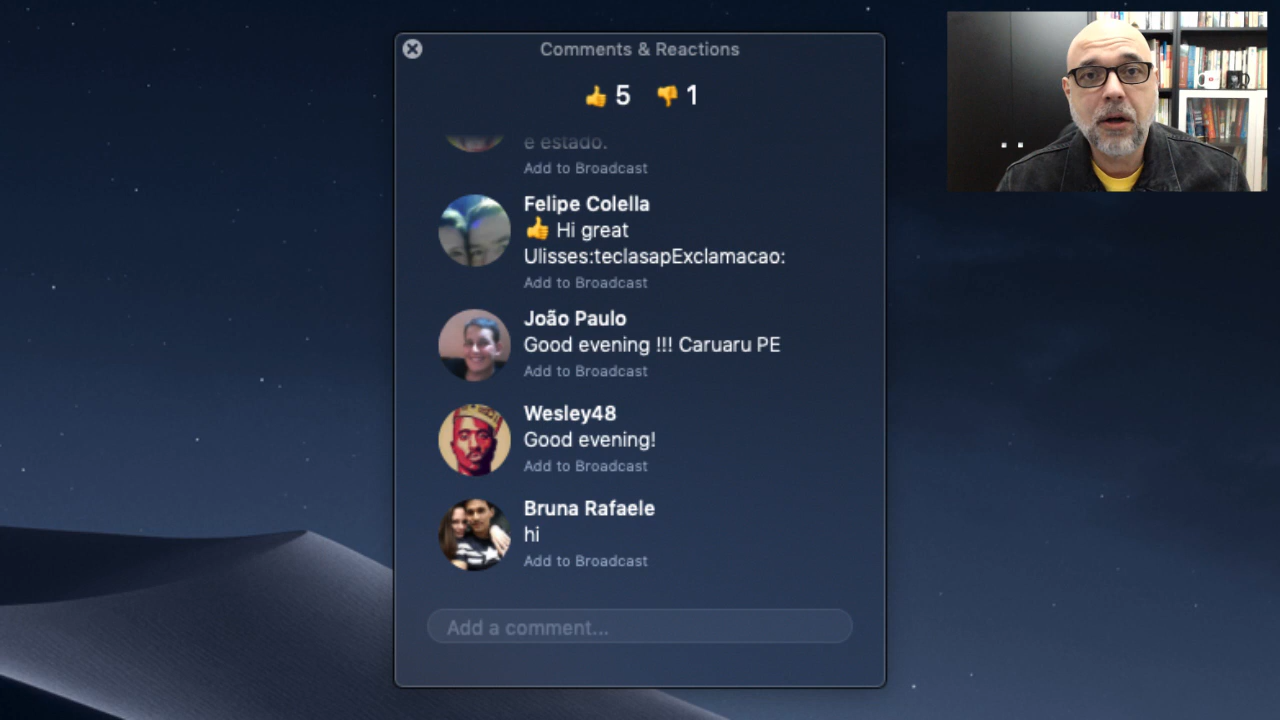 Comments & Reactions
👍 5 👎 1
e estado.
Add to Broadcast
Felipe Colella
👍 Hi great
Ulisses:teclasapExclamacao:
Add to Broadcast
João Paulo
Good evening !!! Caruaru PE
Add to Broadcast
Wesley48
Good evening!
Add to Broadcast
Bruna Rafaele
hi
Add to Broadcast
Add a comment...